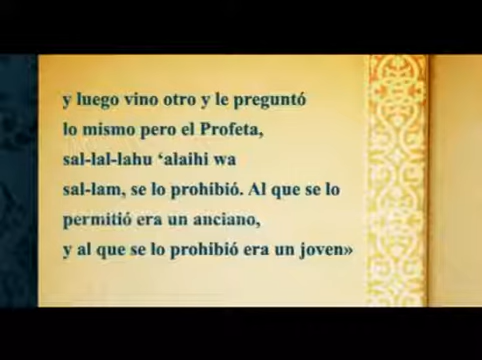 y luego vino otro y le preguntó
lo mismo pero el Profeta,
sal-lal-lahu ‘alaihi wa
sal-lam, se lo prohibió. Al que se lo
permitió era un anciano,
y al que se lo prohibió era un joven»